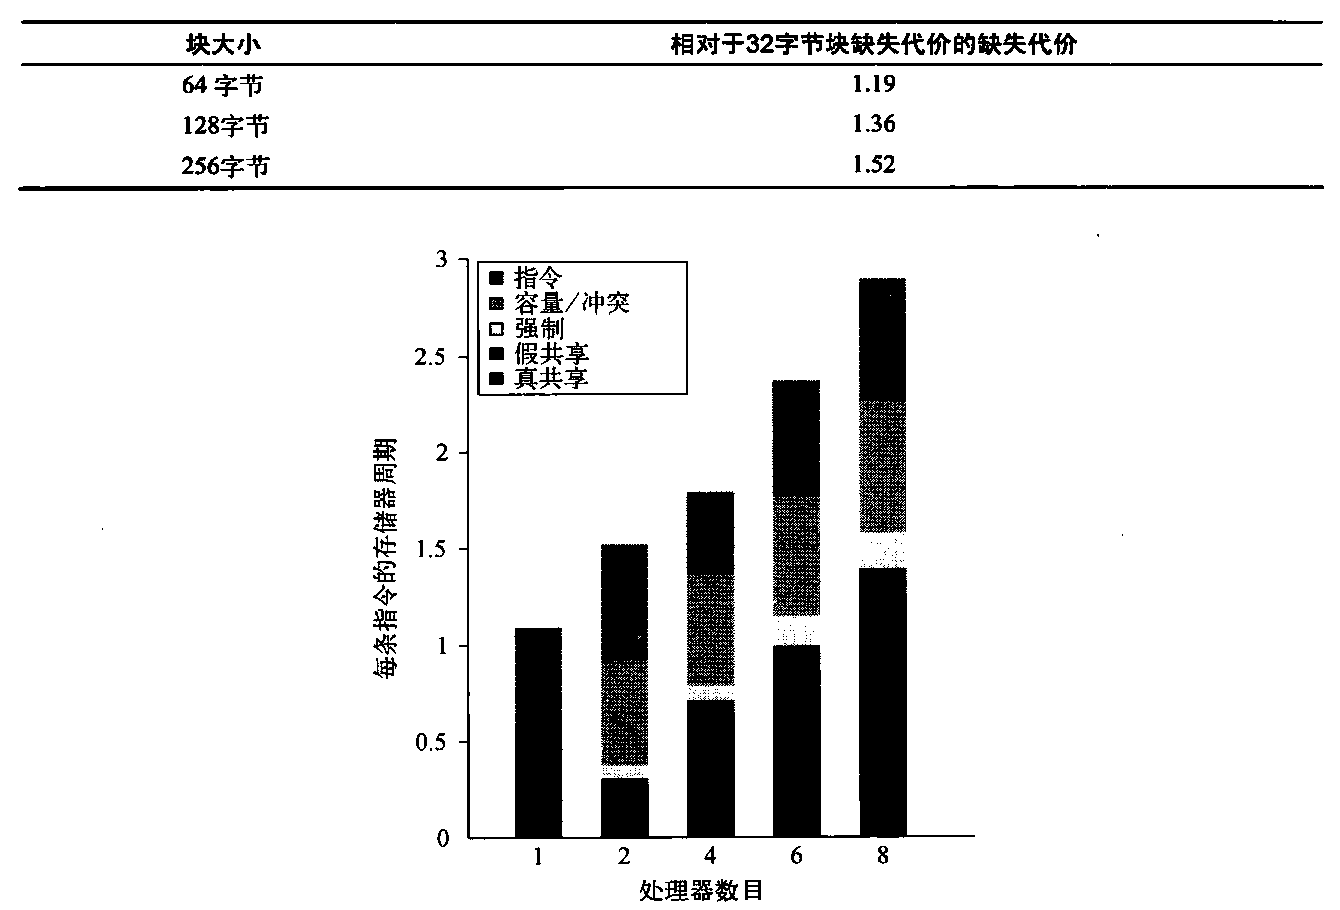 块大小 相对于32字节块缺失代价的缺失代价
64 字节 1.19
128字节 1.36
256字节 1.52
3
指令
容量/冲突
强制
假共享
真共享
2.5
2
1.5
1
0.5
0
每条指令的存储器周期
1 2 4 6 8
处理器数目